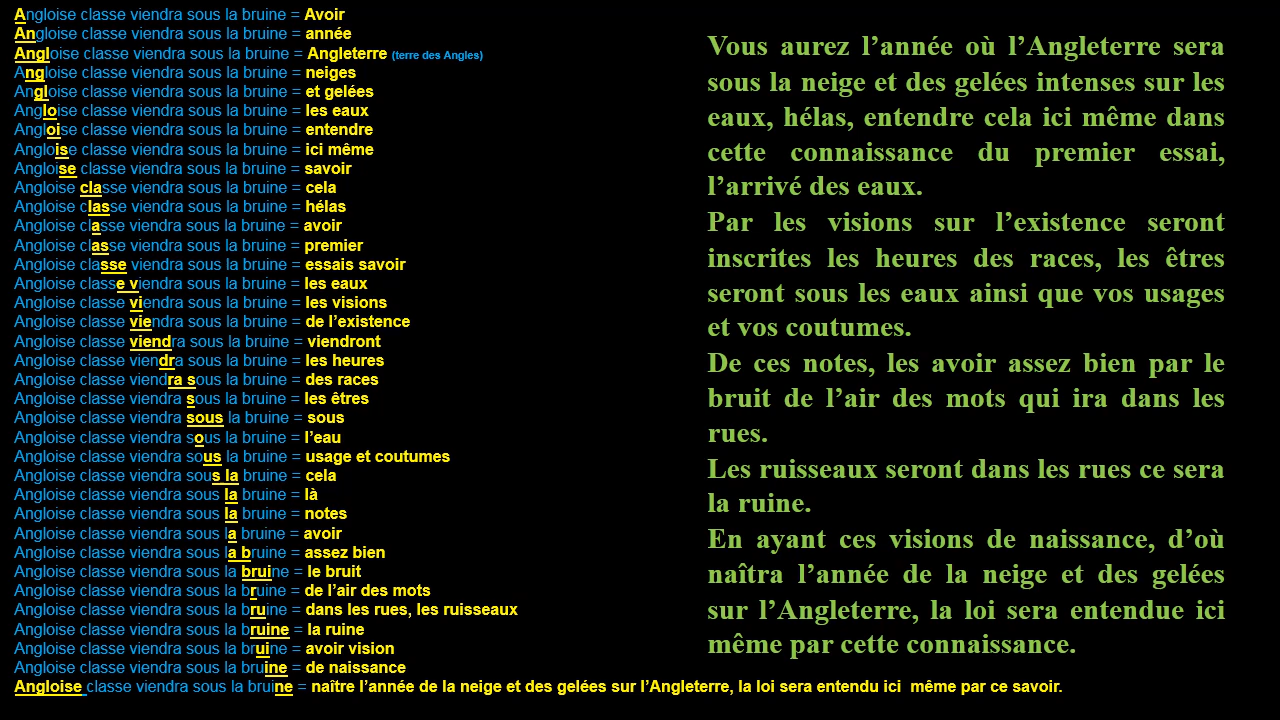 Angloise classe viendra sous la bruine = Avoir
Angloise classe viendra sous la bruine = année
Angloise classe viendra sous la bruine = Angleterre (terre des Angles)
Angloise classe viendra sous la bruine = neiges
Angloise classe viendra sous la bruine = et gelées
Angloise classe viendra sous la bruine = les eaux
Angloise classe viendra sous la bruine = entendre
Angloise classe viendra sous la bruine = ici même
Angloise classe viendra sous la bruine = savoir
Angloise classe viendra sous la bruine = cela
Angloise classe viendra sous la bruine = hélas
Angloise classe viendra sous la bruine = avoir
Angloise classe viendra sous la bruine = premier
Angloise classe viendra sous la bruine = essais savoir
Angloise classe viendra sous la bruine = les eaux
Angloise classe viendra sous la bruine = les visions
Angloise classe viendra sous la bruine = de l’existence
Angloise classe viendra sous la bruine = viendront
Angloise classe viendra sous la bruine = les heures
Angloise classe viendra sous la bruine = des races
Angloise classe viendra sous la bruine = les êtres
Angloise classe viendra sous la bruine = sous
Angloise classe viendra sous la bruine = l’eau
Angloise classe viendra sous la bruine = usage et coutumes
Angloise classe viendra sous la bruine = cela
Angloise classe viendra sous la bruine = là
Angloise classe viendra sous la bruine = notes
Angloise classe viendra sous la bruine = avoir
Angloise classe viendra sous la bruine = assez bien
Angloise classe viendra sous la bruine = le bruit
Angloise classe viendra sous la bruine = de l’air des mots
Angloise classe viendra sous la bruine = dans les rues, les ruisseaux
Angloise classe viendra sous la bruine = la ruine
Angloise classe viendra sous la bruine = avoir vision
Angloise classe viendra sous la bruine = de naissance
Angloise classe viendra sous la bruine = naître l’année de la neige et des gelées sur l’Angleterre, la loi sera entendu ici même par ce savoir.
Vous aurez l’année où l’Angleterre sera
sous la neige et des gelées intenses sur les
eaux, hélas, entendre cela ici même dans
cette connaissance du premier essai,
l’arrivé des eaux.
Par les visions sur l’existence seront
inscrites les heures des races, les êtres
seront sous les eaux ainsi que vos usages
et vos coutumes.
De ces notes, les avoir assez bien par le
bruit de l’air des mots qui ira dans les
rues.
Les ruisseaux seront dans les rues ce sera
la ruine.
En ayant ces visions de naissance, d’où
naîtra l’année de la neige et des gelées
sur l’Angleterre, la loi sera entendue ici
même par cette connaissance.